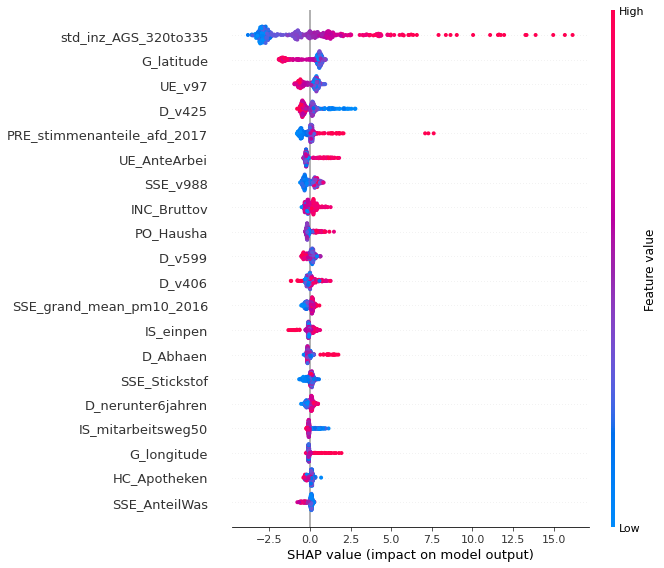 High
std_inz_AGS_320to335
G_latitude
UE_v97
D_v425
PRE_stimmenanteile_afd_2017
UE_AnteArbei
SSE_v988
INC_Bruttov
PO_Hausha
D_v599
D_v406
SSE_grand_mean_pm10_2016
IS_einpen
D_Abhaen
SSE_Stickstof
D_nerunter6jahren
IS_mitarbeitsweg50
G_longitude
HC_Apotheken
SSE_AnteilWas
Feature value
Low
−2.5 0.0 2.5 5.0 7.5 10.0 12.5 15.0
SHAP value (impact on model output)